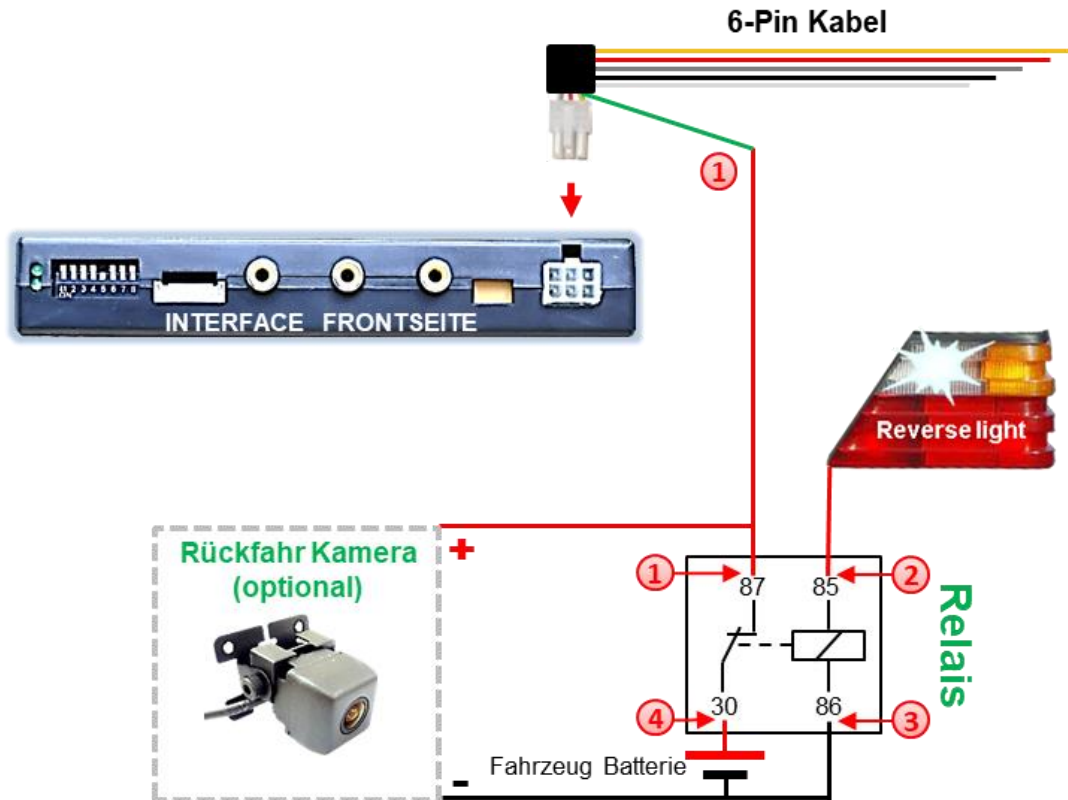 6-Pin Kabel
1
INTERFACE FRONTSEITE
Reverse light
Rückfahr Kamera
(optional)
+
1
87
85
2
Relais
4
30
86
3
Fahrzeug Batterie
-